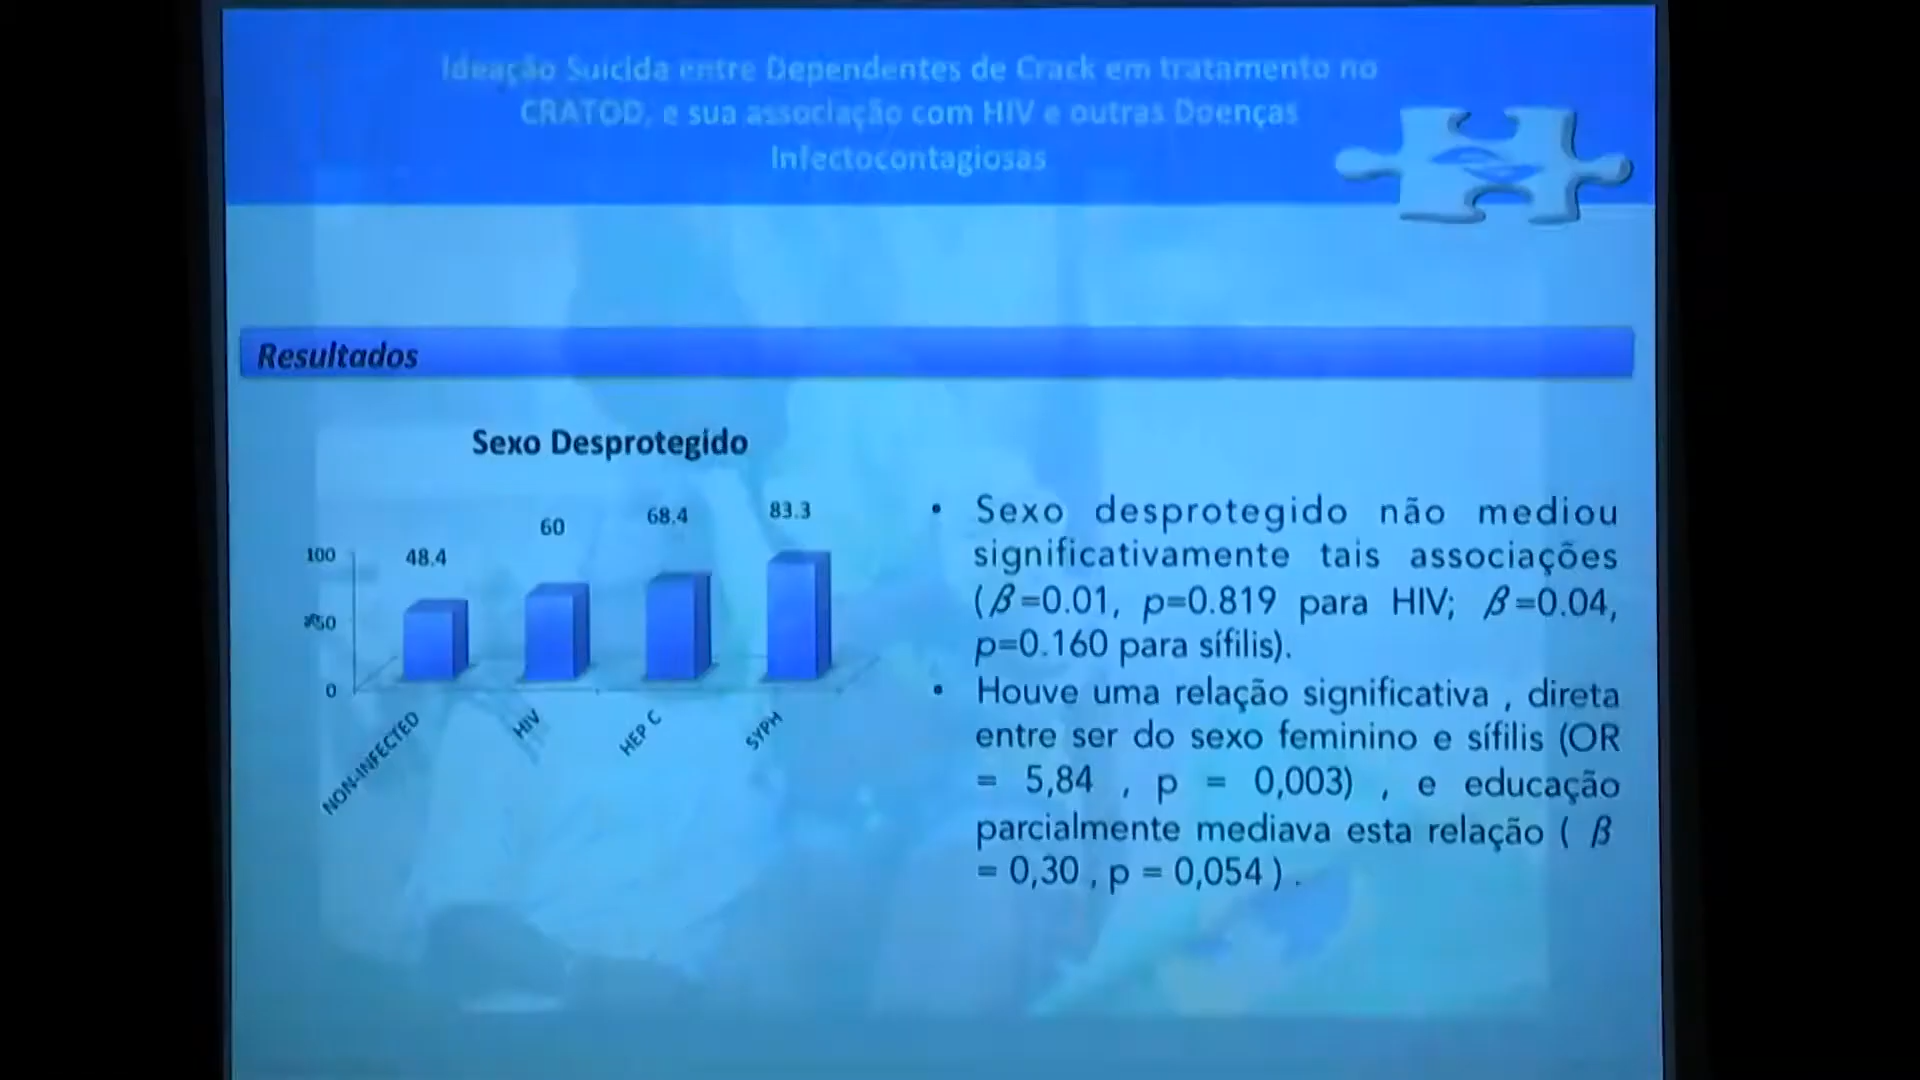 Ideação Suicida entre Dependentes de Crack em tratamento no
CRATOD, e sua associação com HIV e outras Doenças
Infectocontagiosas
Resultados
Sexo Desprotegido
48.4
60
68.4
83.3
100
50
0
NON-INFECTED
HIV
HEP C
SYPH
• Sexo desprotegido não mediou
significativamente tais associações
(β=0.01, p=0.819 para HIV; β=0.04,
p=0.160 para sífilis).
• Houve uma relação significativa , direta
entre ser do sexo feminino e sífilis (OR
= 5,84 , p = 0,003) , e educação
parcialmente mediava esta relação ( β
= 0,30 , p = 0,054 ) .